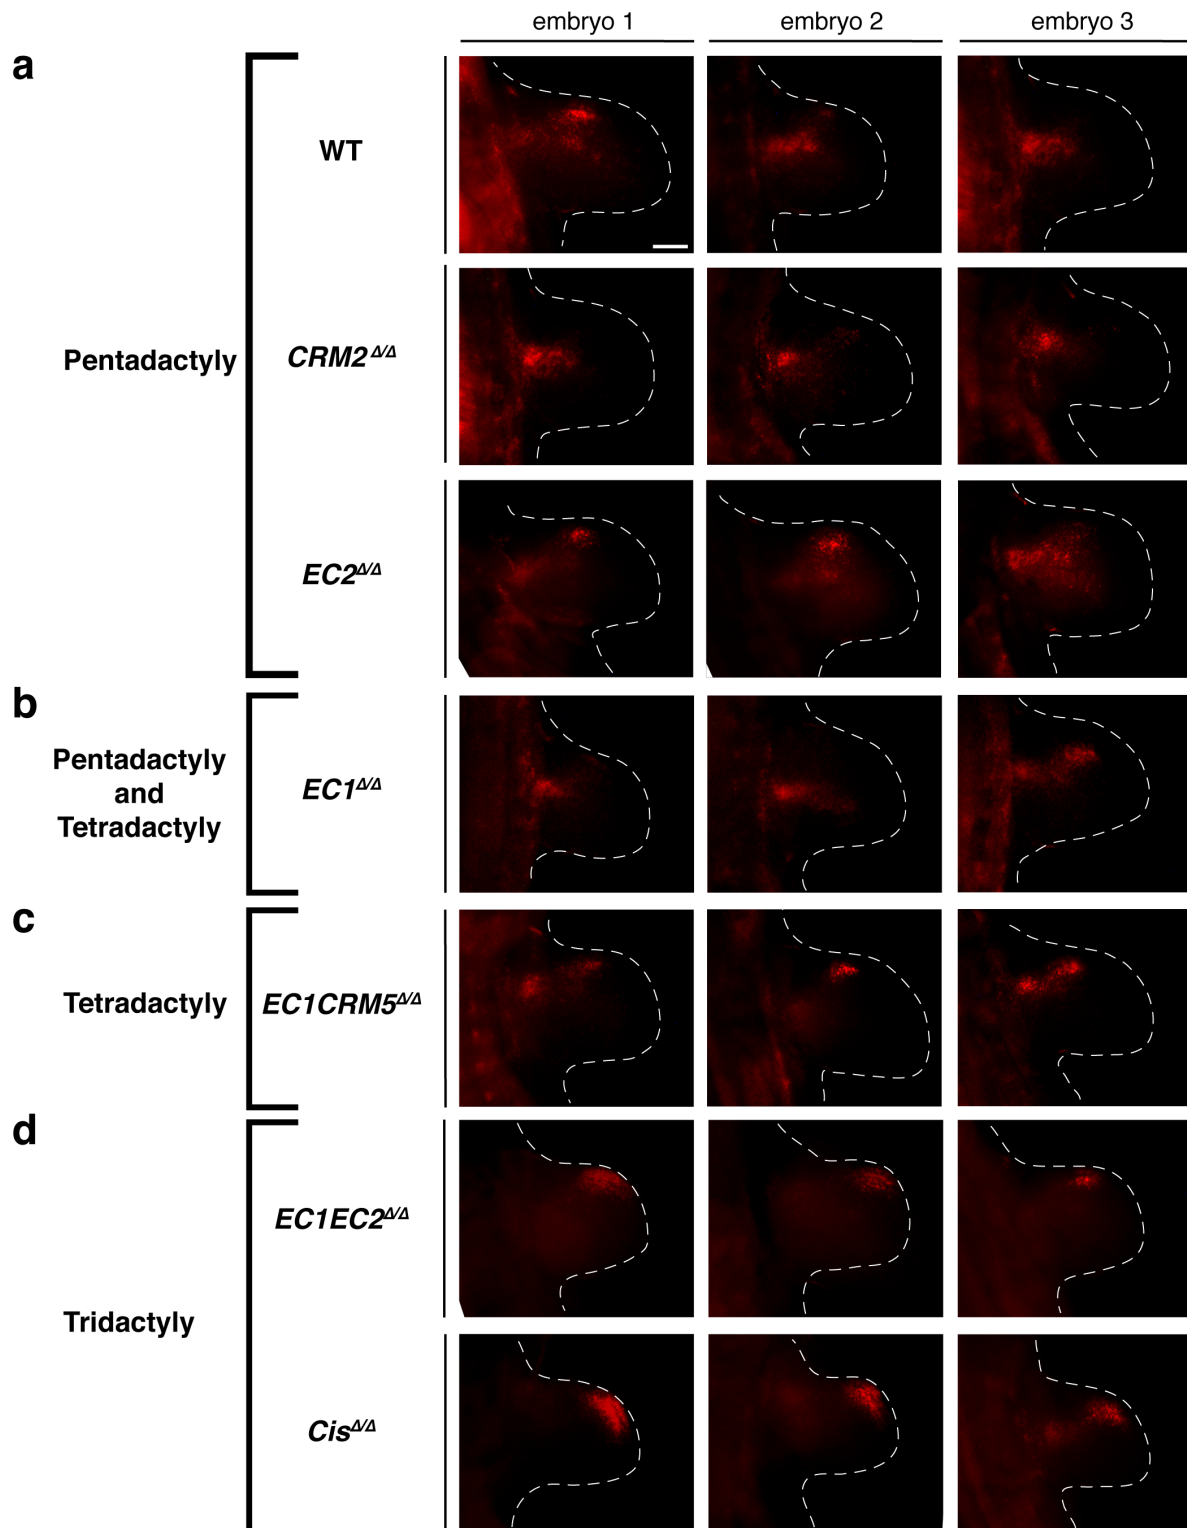 embryo 1
embryo 2
embryo 3
a
WT
Pentadactyly
CRM2Δ/Δ
EC2Δ/Δ
b
Pentadactyly
and
Tetradactyly
EC1Δ/Δ
c
Tetradactyly
EC1CRM5Δ/Δ
d
EC1EC2Δ/Δ
Tridactyly
CisΔ/Δ